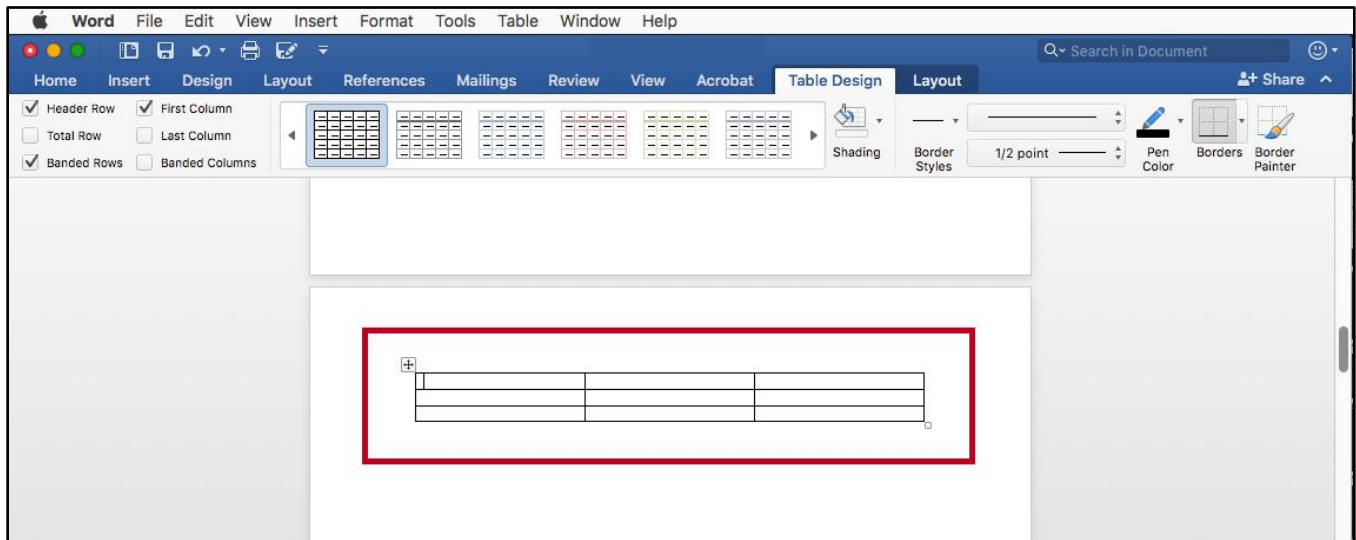 Word File Edit View Insert Format Tools Table Window Help
Search in Document
Home Insert Design Layout References Mailings Review View Acrobat Table Design Layout Share
Header Row First Column
Total Row Last Column
Banded Rows Banded Columns
Shading
Border Styles
1/2 point
Pen Color
Borders
Border Painter